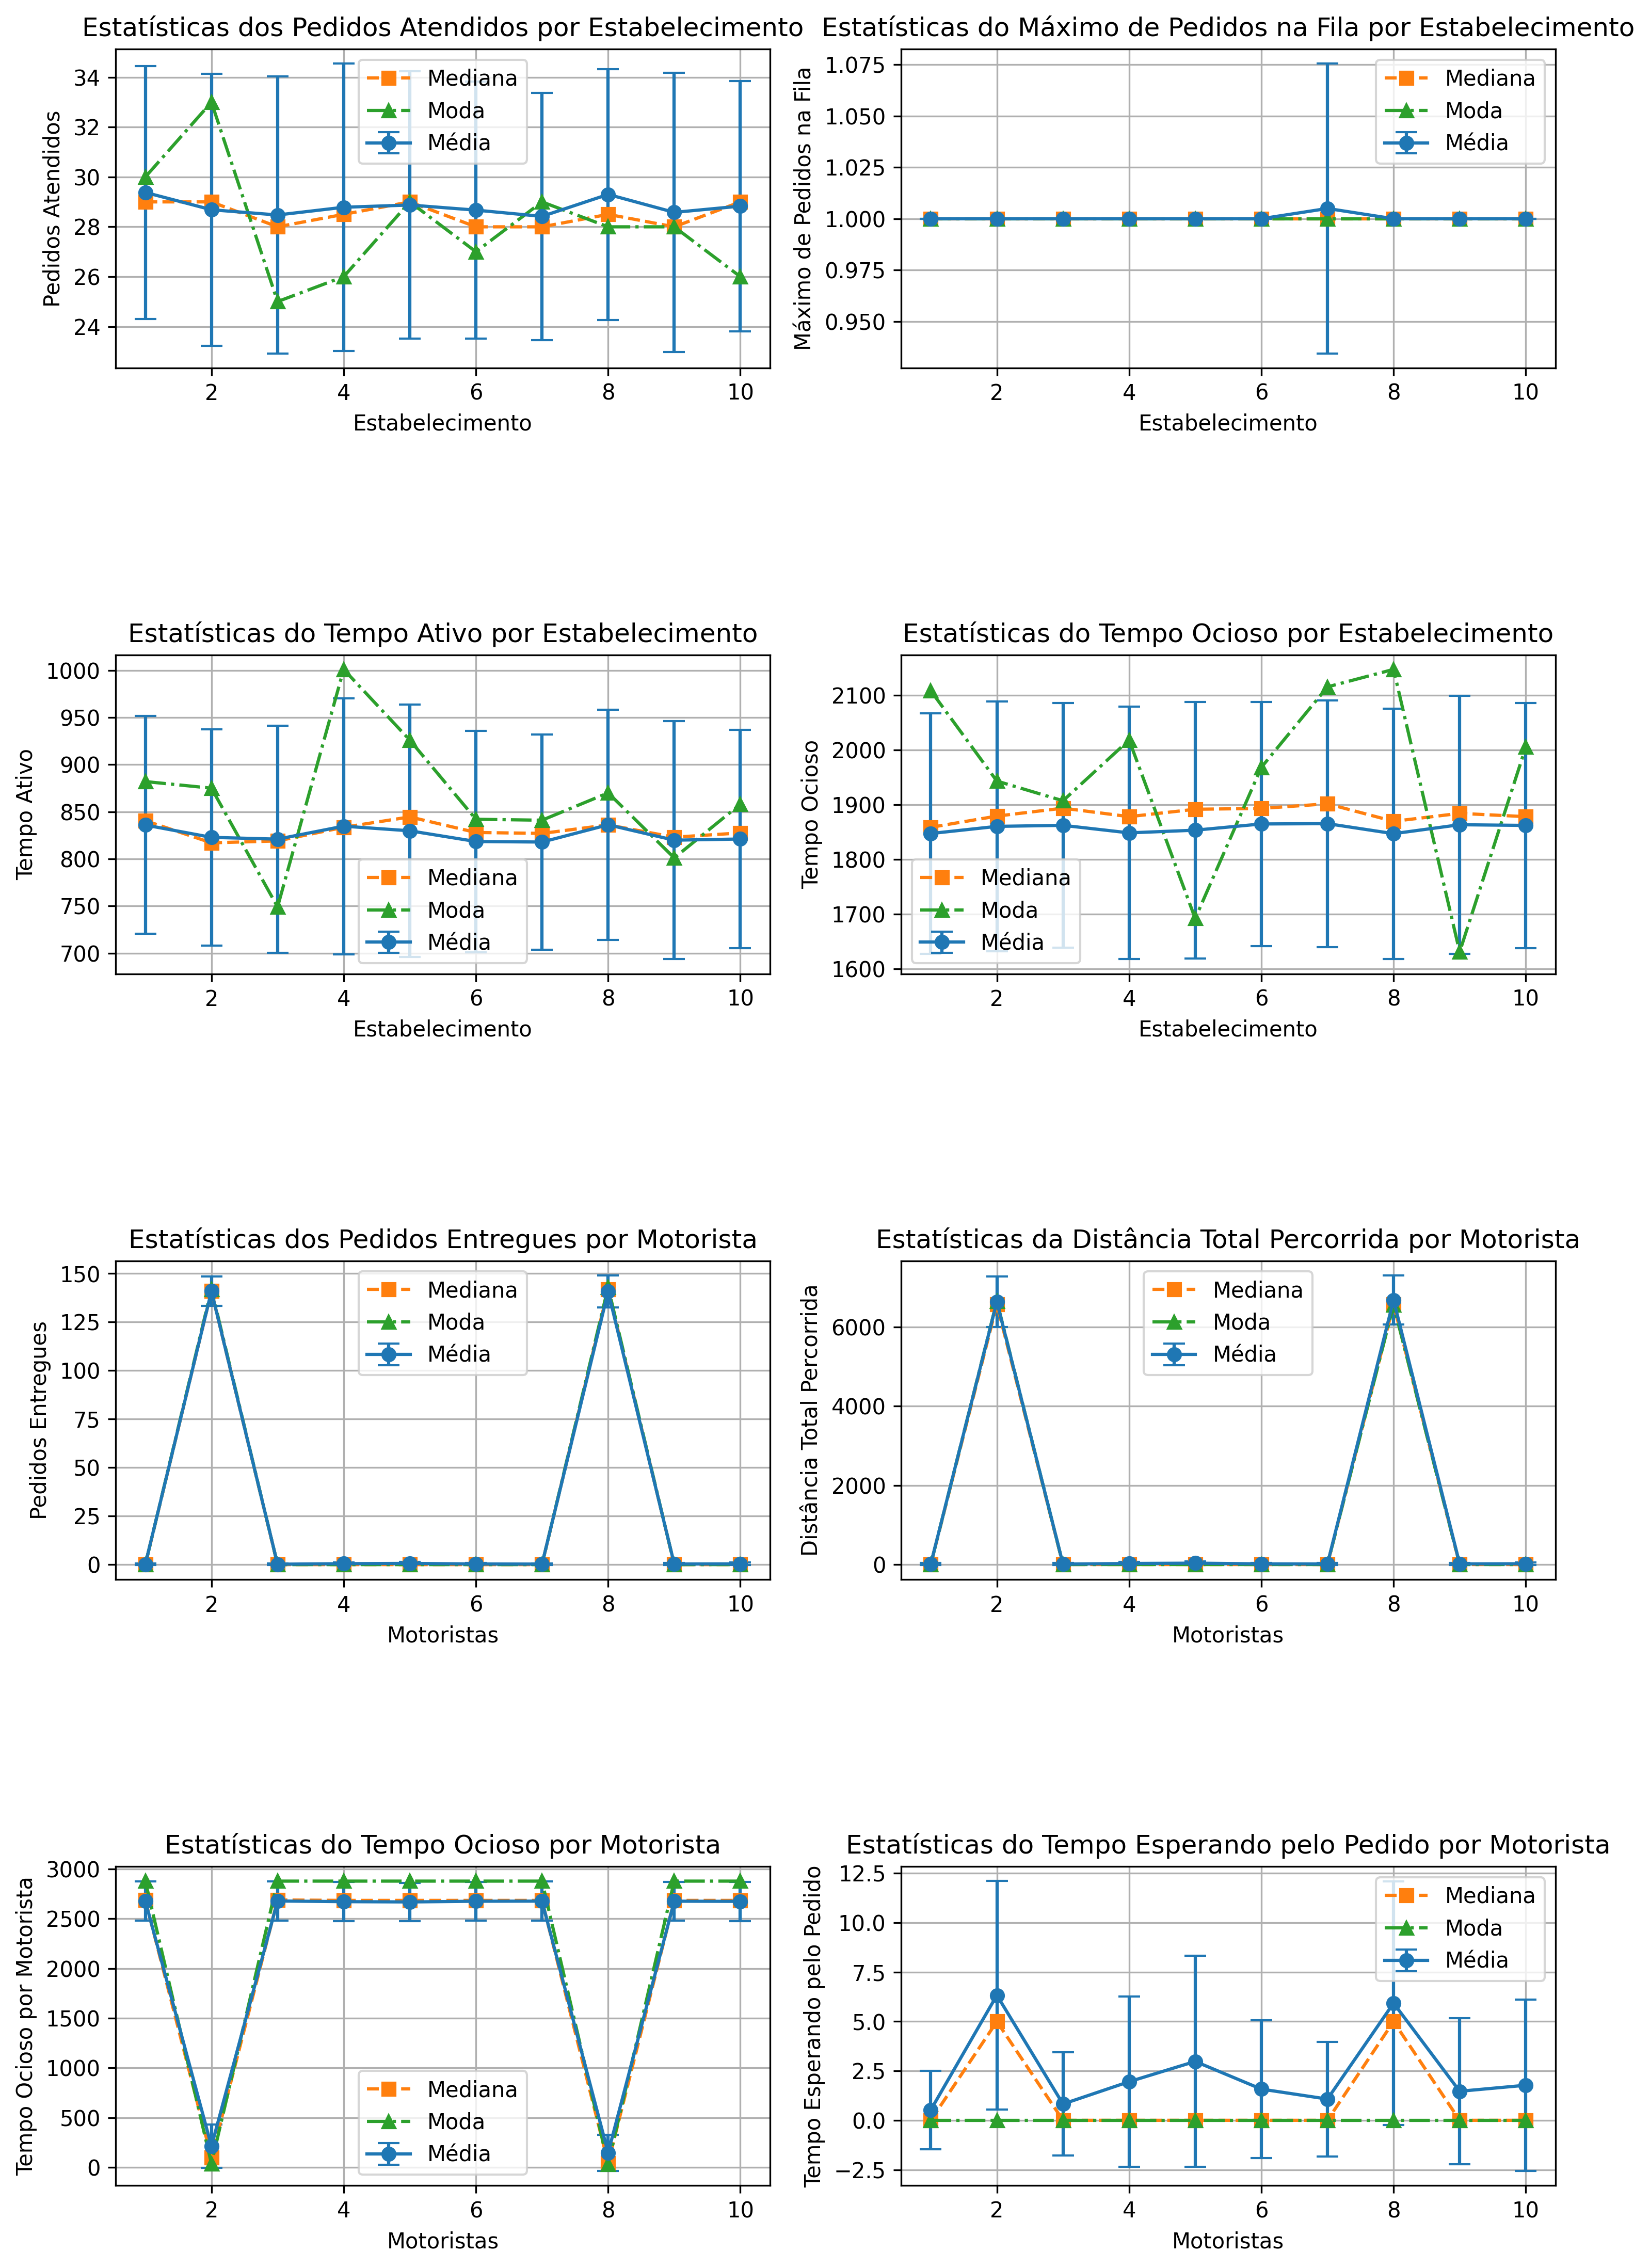 Estatísticas dos Pedidos Atendidos por Estabelecimento
Pedidos Atendidos
34
32
30
28
26
24
Mediana
Moda
Média
2 4 6 8 10
Estabelecimento
Estatísticas do Máximo de Pedidos na Fila por Estabelecimento
Máximo de Pedidos na Fila
1.075
1.050
1.025
1.000
0.975
0.950
Mediana
Moda
Média
2 4 6 8 10
Estabelecimento
Estatísticas do Tempo Ativo por Estabelecimento
Tempo Ativo
1000
950
900
850
800
750
700
Mediana
Moda
Média
2 4 6 8 10
Estabelecimento
Estatísticas do Tempo Ocioso por Estabelecimento
Tempo Ocioso
2100
2000
1900
1800
1700
1600
Mediana
Moda
Média
2 4 6 8 10
Estabelecimento
Estatísticas dos Pedidos Entregues por Motorista
Pedidos Entregues
150
125
100
75
50
25
0
Mediana
Moda
Média
2 4 6 8 10
Motoristas
Estatísticas da Distância Total Percorrida por Motorista
Distância Total Percorrida
6000
4000
2000
0
Mediana
Moda
Média
2 4 6 8 10
Motoristas
Estatísticas do Tempo Ocioso por Motorista
Tempo Ocioso por Motorista
3000
2500
2000
1500
1000
500
0
Mediana
Moda
Média
2 4 6 8 10
Motoristas
Estatísticas do Tempo Esperando pelo Pedido por Motorista
Tempo Esperando pelo Pedido
12.5
10.0
7.5
5.0
2.5
0.0
−2.5
Mediana
Moda
Média
2 4 6 8 10
Motoristas